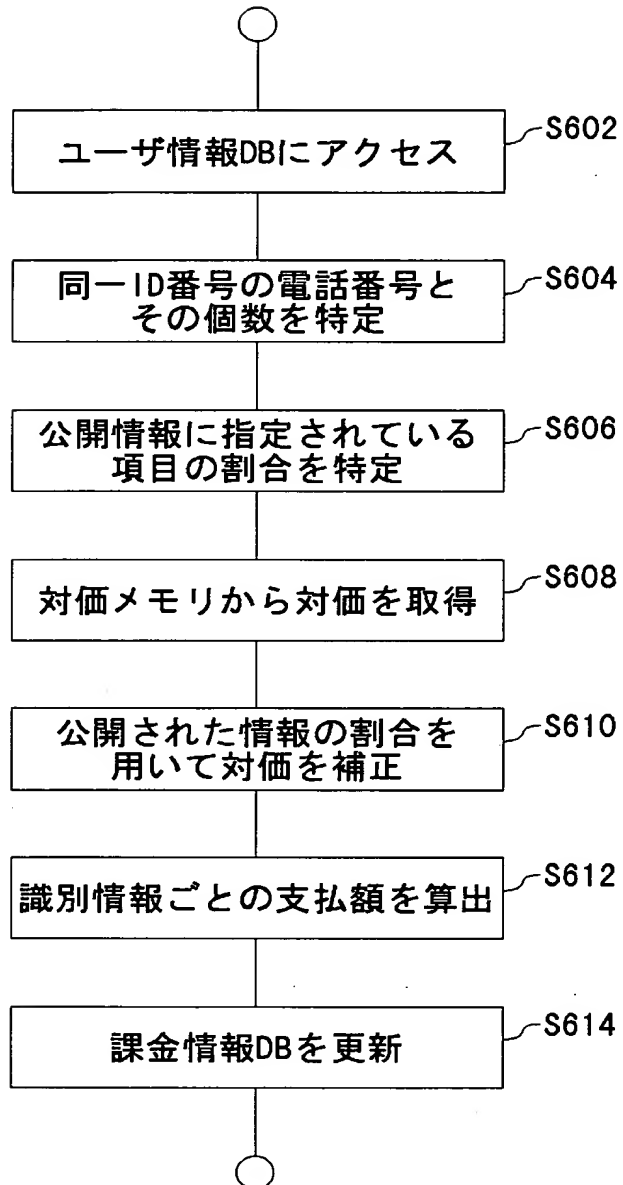 ユーザ情報DBにアクセス
S602
同一ID番号の電話番号と
その個数を特定
S604
公開情報に指定されている
項目の割合を特定
S606
対価メモリから対価を取得
S608
公開された情報の割合を
用いて対価を補正
S610
識別情報ごとの支払額を算出
S612
課金情報DBを更新
S614